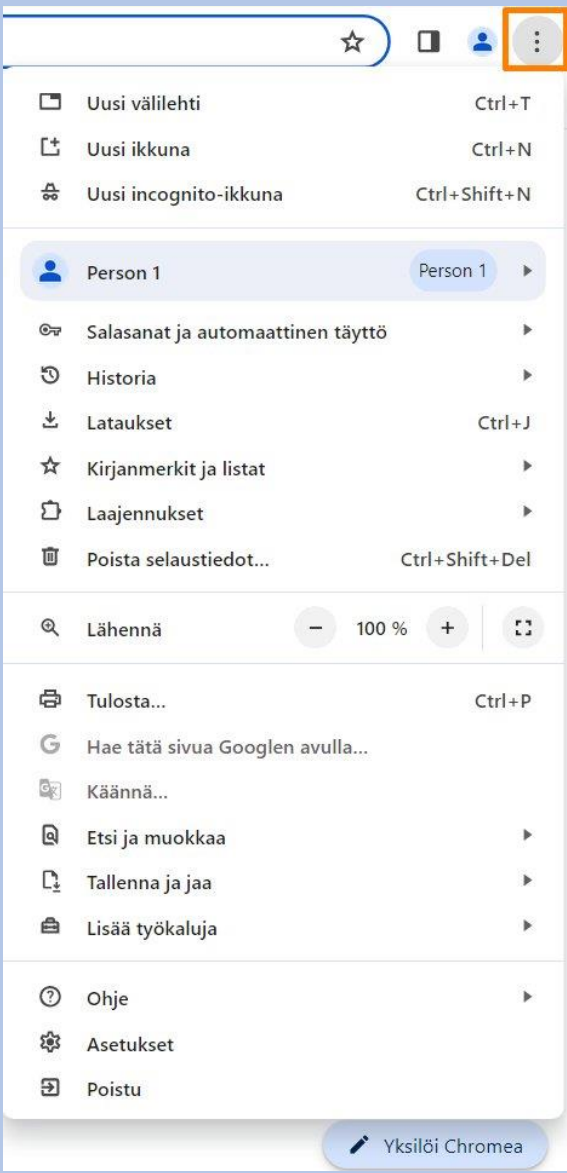 Uusi välilehti Ctrl+T
Uusi ikkuna Ctrl+N
Uusi incognito-ikkuna Ctrl+Shift+N
Person 1 Person 1
Salasanat ja automaattinen täyttö
Historia
Lataukset Ctrl+J
Kirjanmerkit ja listat
Laajennukset
Poista selaustiedot... Ctrl+Shift+Del
Lähennä − 100 % +
Tulosta... Ctrl+P
Hae tätä sivua Googlen avulla...
Käännä...
Etsi ja muokkaa
Tallenna ja jaa
Lisää työkaluja
Ohje
Asetukset
Poistu
Yksilöi Chromea